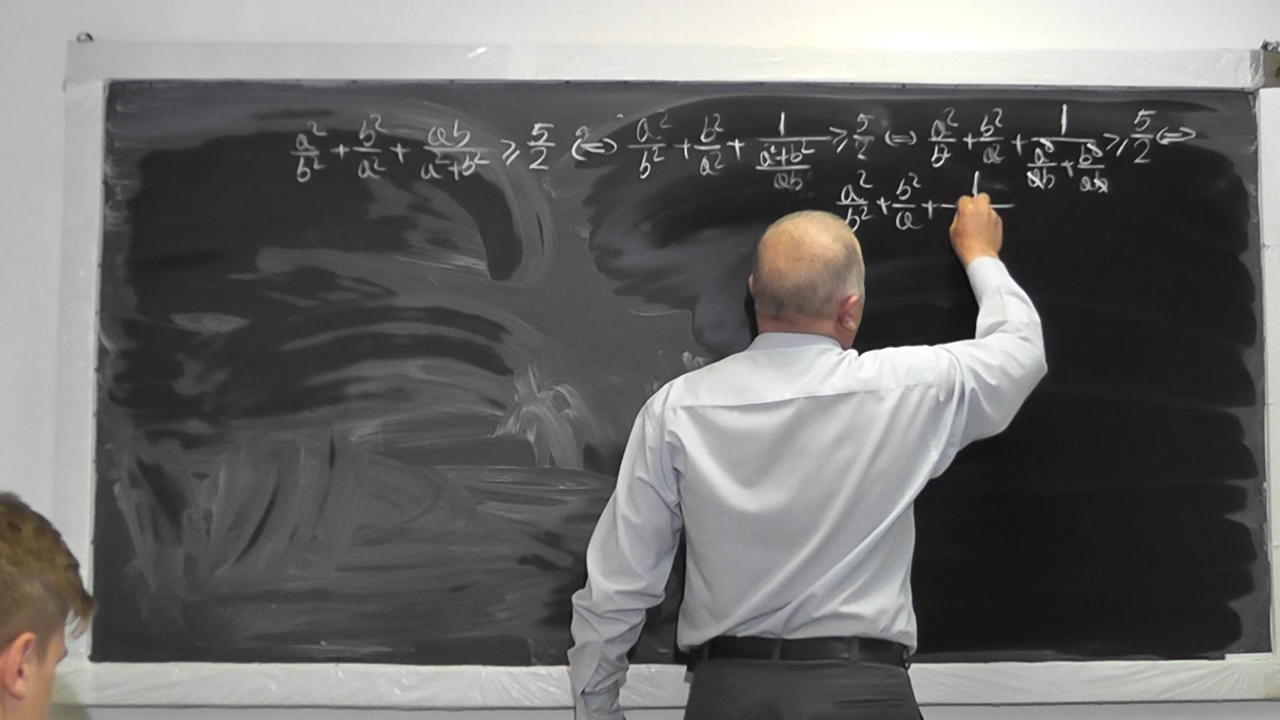 a²/b² + b²/a² + ab/(a²+b²) ≥ 5/2 ⇔ a²/b² + b²/a² + 1/((a²+b²)/ab) ≥ 5/2 ⇔ a²/b² + b²/a² + 1/(a²/ab + b²/ab) ≥ 5/2 ⇔
a²/b² + b²/a + 1/